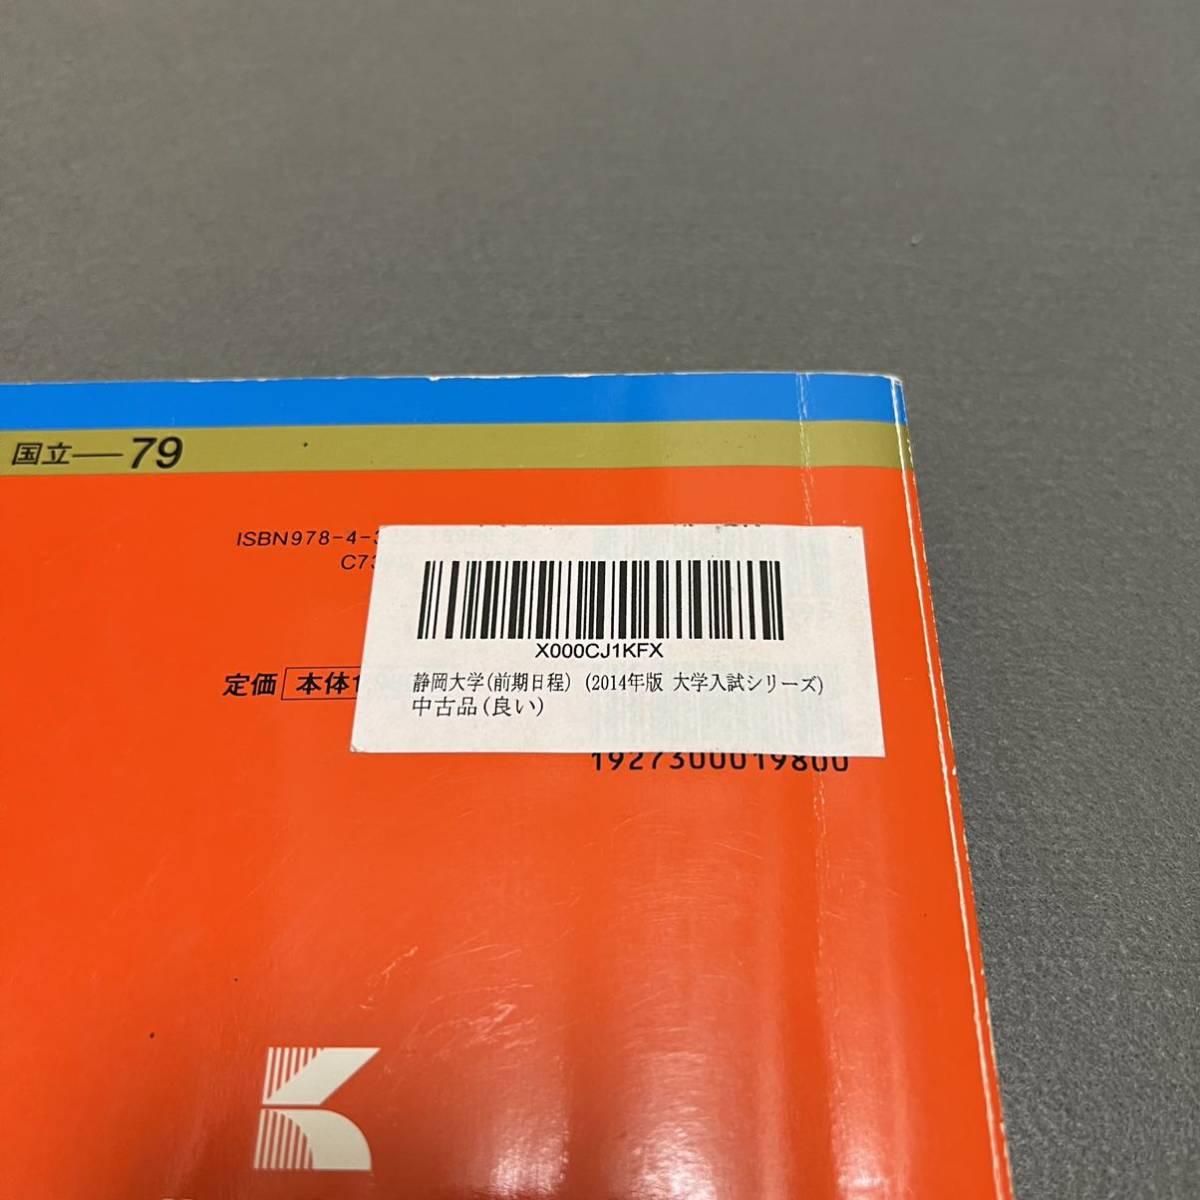 国立—79
ISBN978-4-3
C73
定価 本体1
X000CJ1KFX
静岡大学(前期日程) (2014年版 大学入試シリーズ)
中古品(良い)
1927300019800